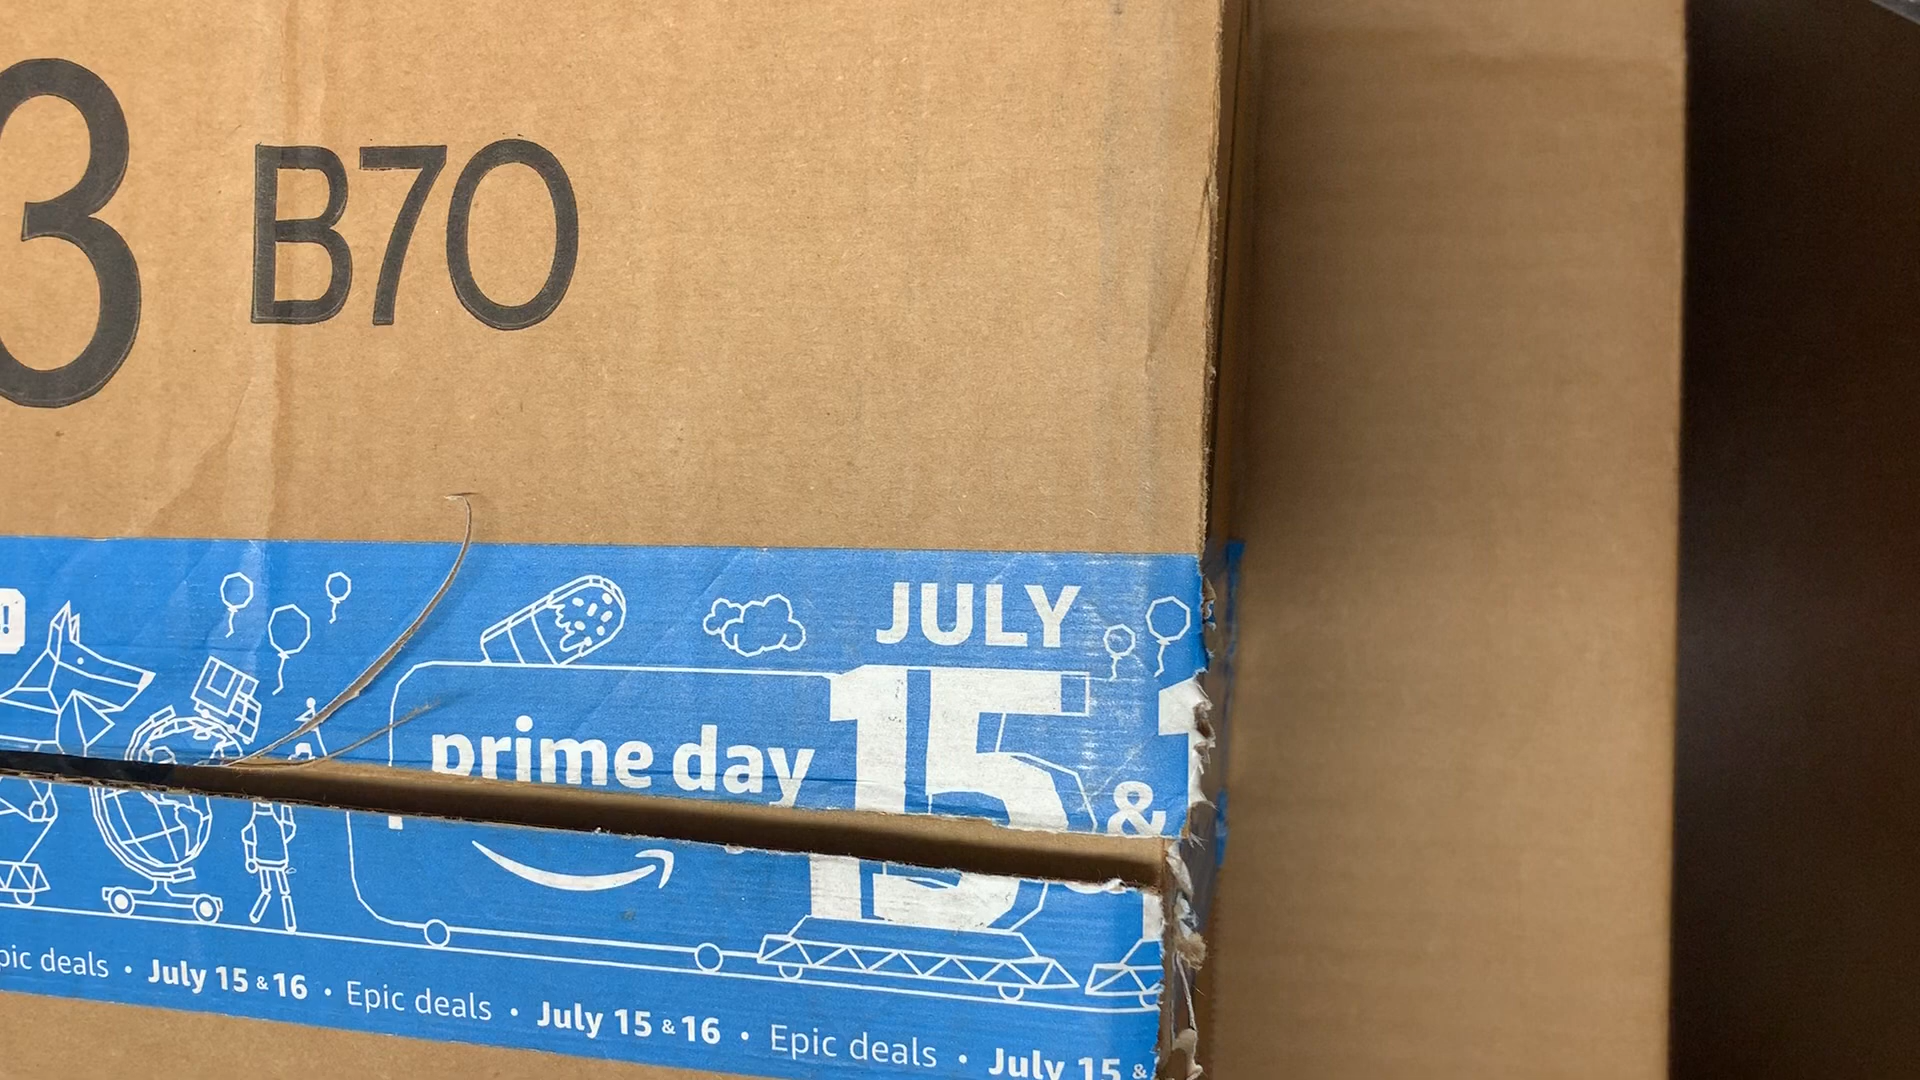 3 B70
!
JULY
prime day 15 &
epic deals • July 15 & 16 • Epic deals • July 15 & 16 • Epic deals • July 15 &